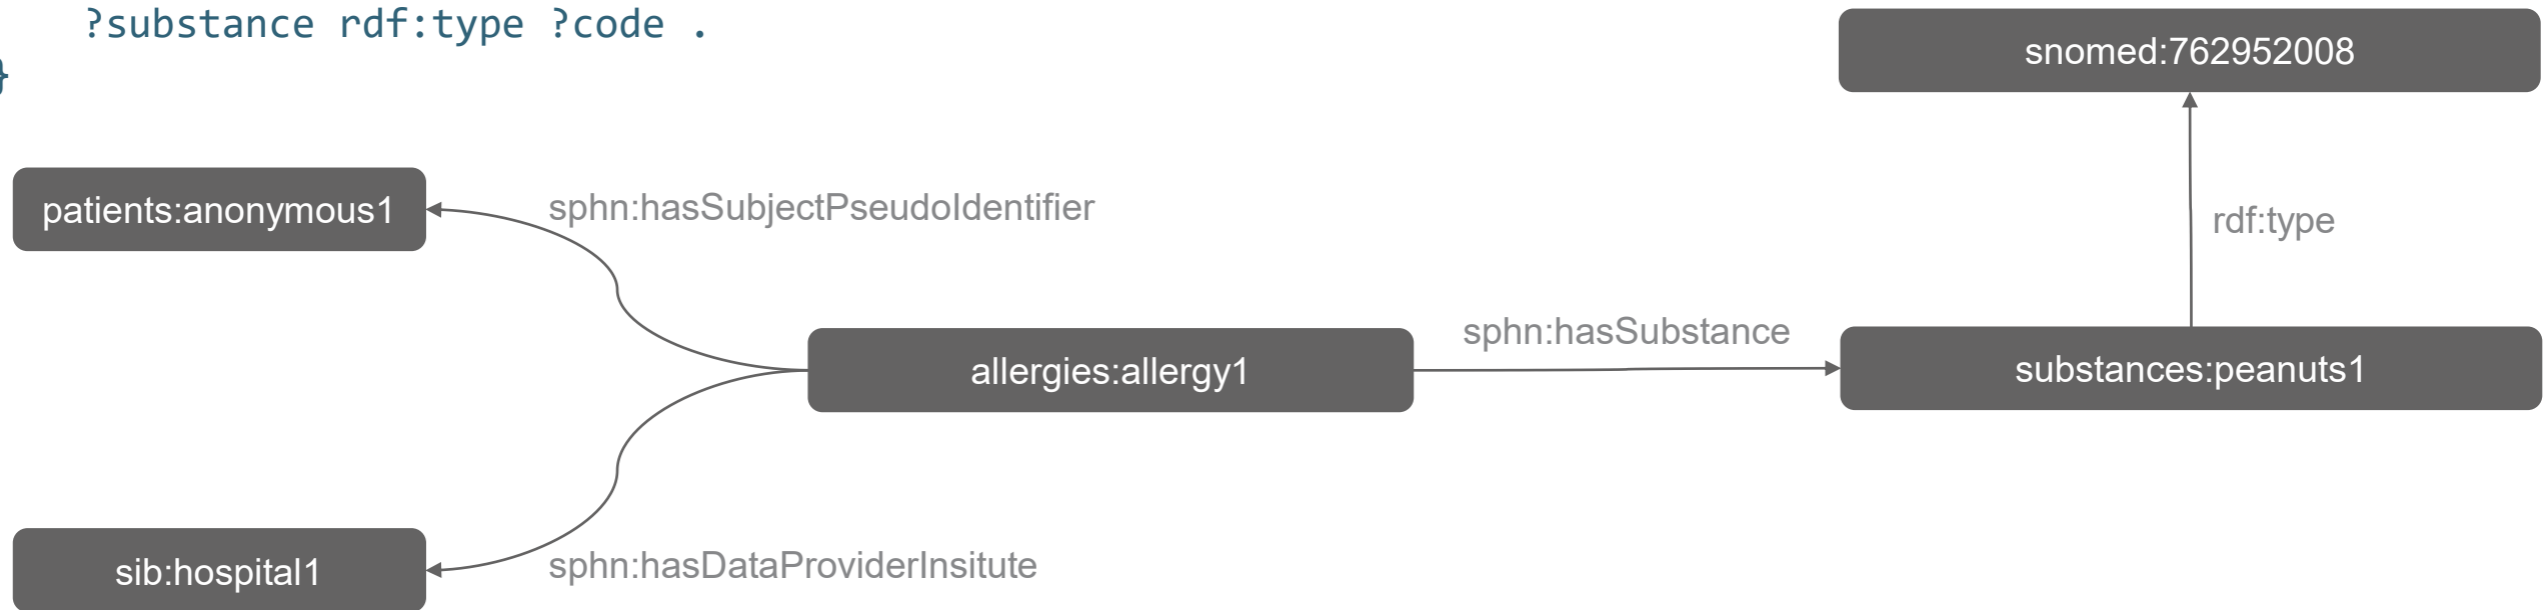 ?substance rdf:type ?code .
}
snomed:762952008
patients:anonymous1
sphn:hasSubjectPseudoIdentifier
rdf:type
allergies:allergy1
sphn:hasSubstance
substances:peanuts1
sib:hospital1
sphn:hasDataProviderInsitute